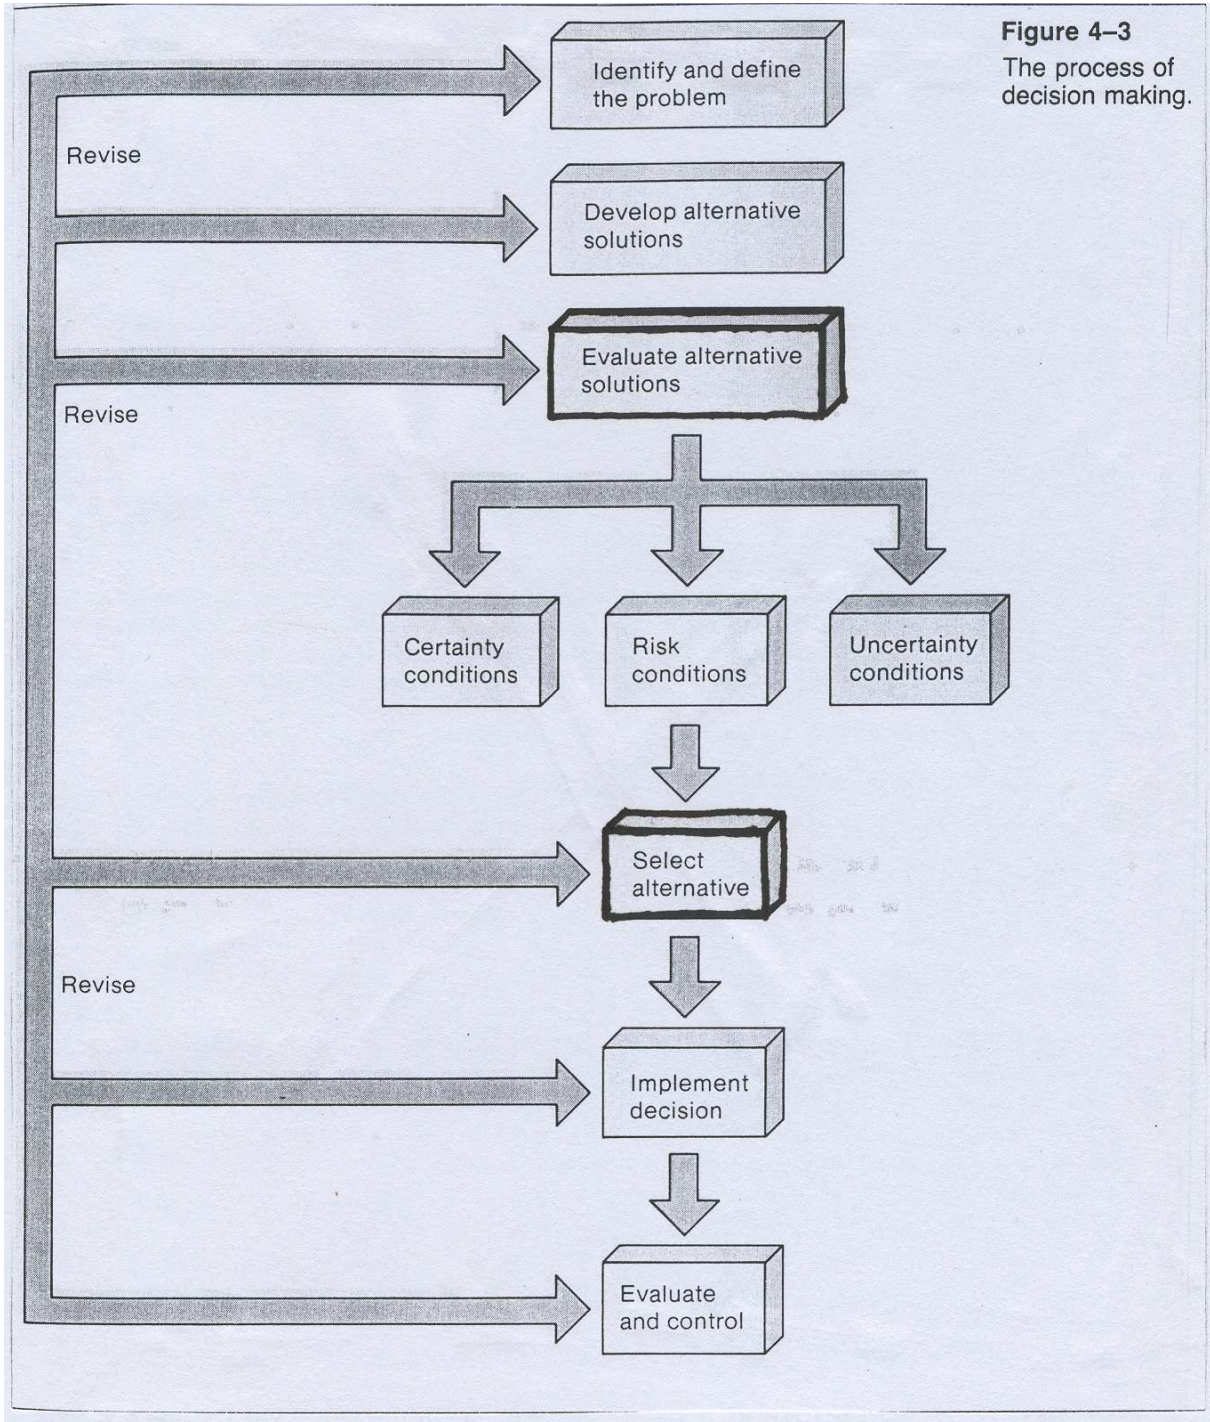 Figure 4–3
The process of
decision making.
Identify and define
the problem
Revise
Develop alternative
solutions
Evaluate alternative
solutions
Revise
Certainty
conditions
Risk
conditions
Uncertainty
conditions
Select
alternative
Revise
Implement
decision
Evaluate
and control